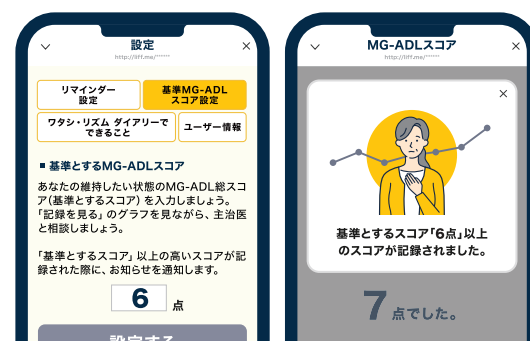 設定
http://liff.me/******
リマインダー
設定
基準MG-ADL
スコア設定
ワタシ・リズム ダイアリーで
できること
ユーザー情報
■ 基準とするMG-ADLスコア
あなたの維持したい状態のMG-ADL総スコ
ア(基準とするスコア) を入力しましょう。
「記録を見る」のグラフを見ながら、主治医
と相談しましょう。
「基準とするスコア」以上の高いスコアが記
録された際に、お知らせを通知します。
6 点
設定する
MG-ADLスコア
http://liff.me/******
基準とするスコア「6点」以上
のスコアが記録されました。
7点でした。